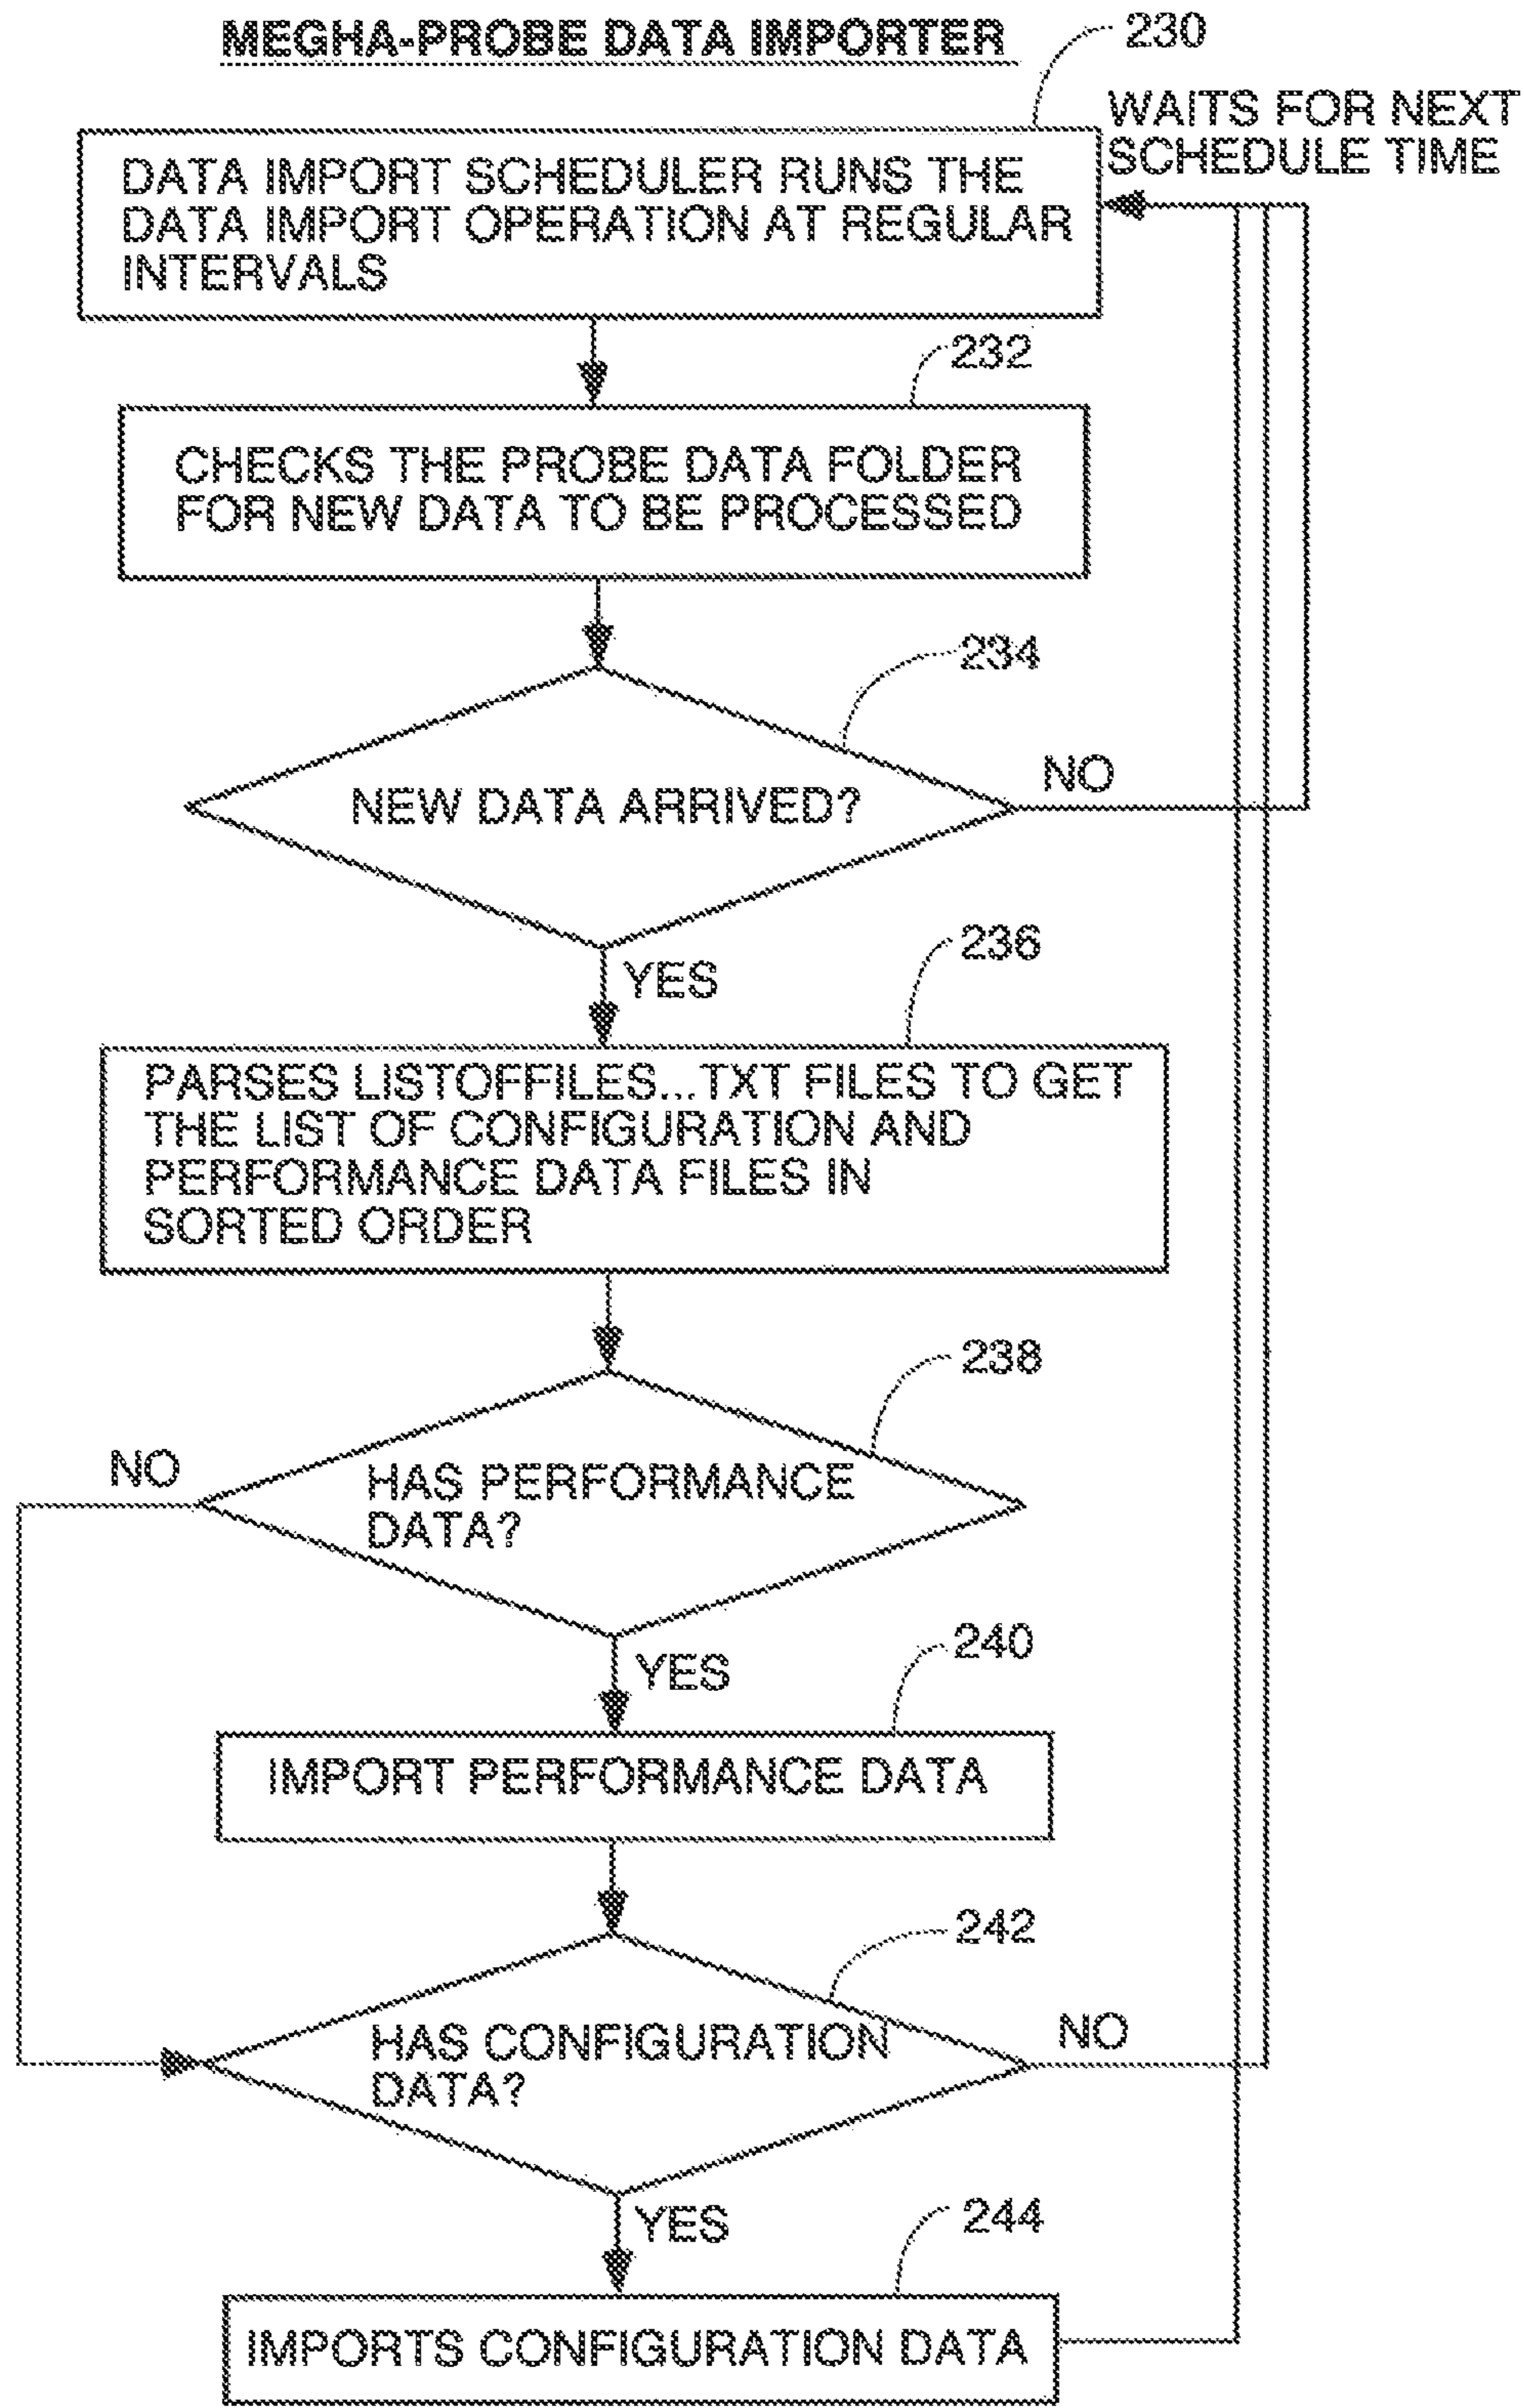 MEGHA-PROBE DATA IMPORTER
230
WAITS FOR NEXT
SCHEDULE TIME
DATA IMPORT SCHEDULER RUNS THE
DATA IMPORT OPERATION AT REGULAR
INTERVALS
232
CHECKS THE PROBE DATA FOLDER
FOR NEW DATA TO BE PROCESSED
234
NEW DATA ARRIVED?
NO
YES
236
PARSES LISTOFFILES...TXT FILES TO GET
THE LIST OF CONFIGURATION AND
PERFORMANCE DATA FILES IN
SORTED ORDER
238
NO
HAS PERFORMANCE
DATA?
YES
240
IMPORT PERFORMANCE DATA
242
HAS CONFIGURATION
DATA?
NO
YES
244
IMPORTS CONFIGURATION DATA